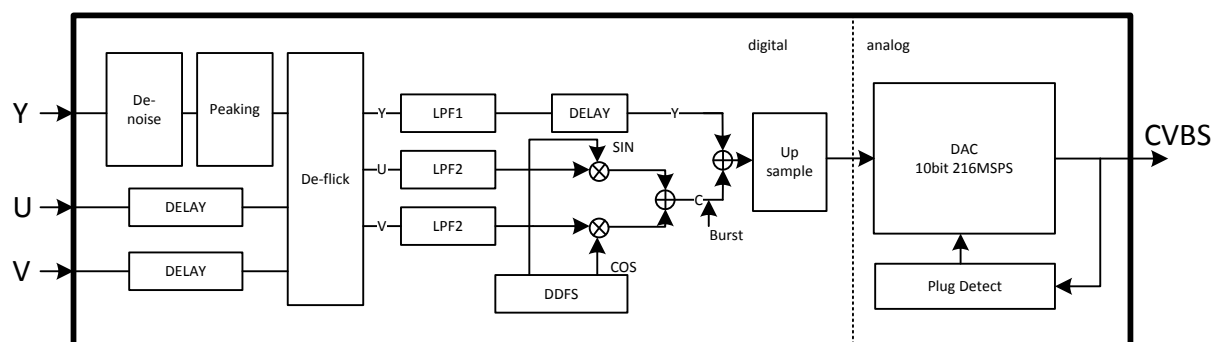 digital
analog
Y
De-
noise
Peaking
De-flick
Y
LPF1
DELAY
Y
SIN
U
LPF2
Up
sample
DAC
10bit 216MSPS
CVBS
U
DELAY
V
LPF2
C
Burst
V
DELAY
COS
DDFS
Plug Detect